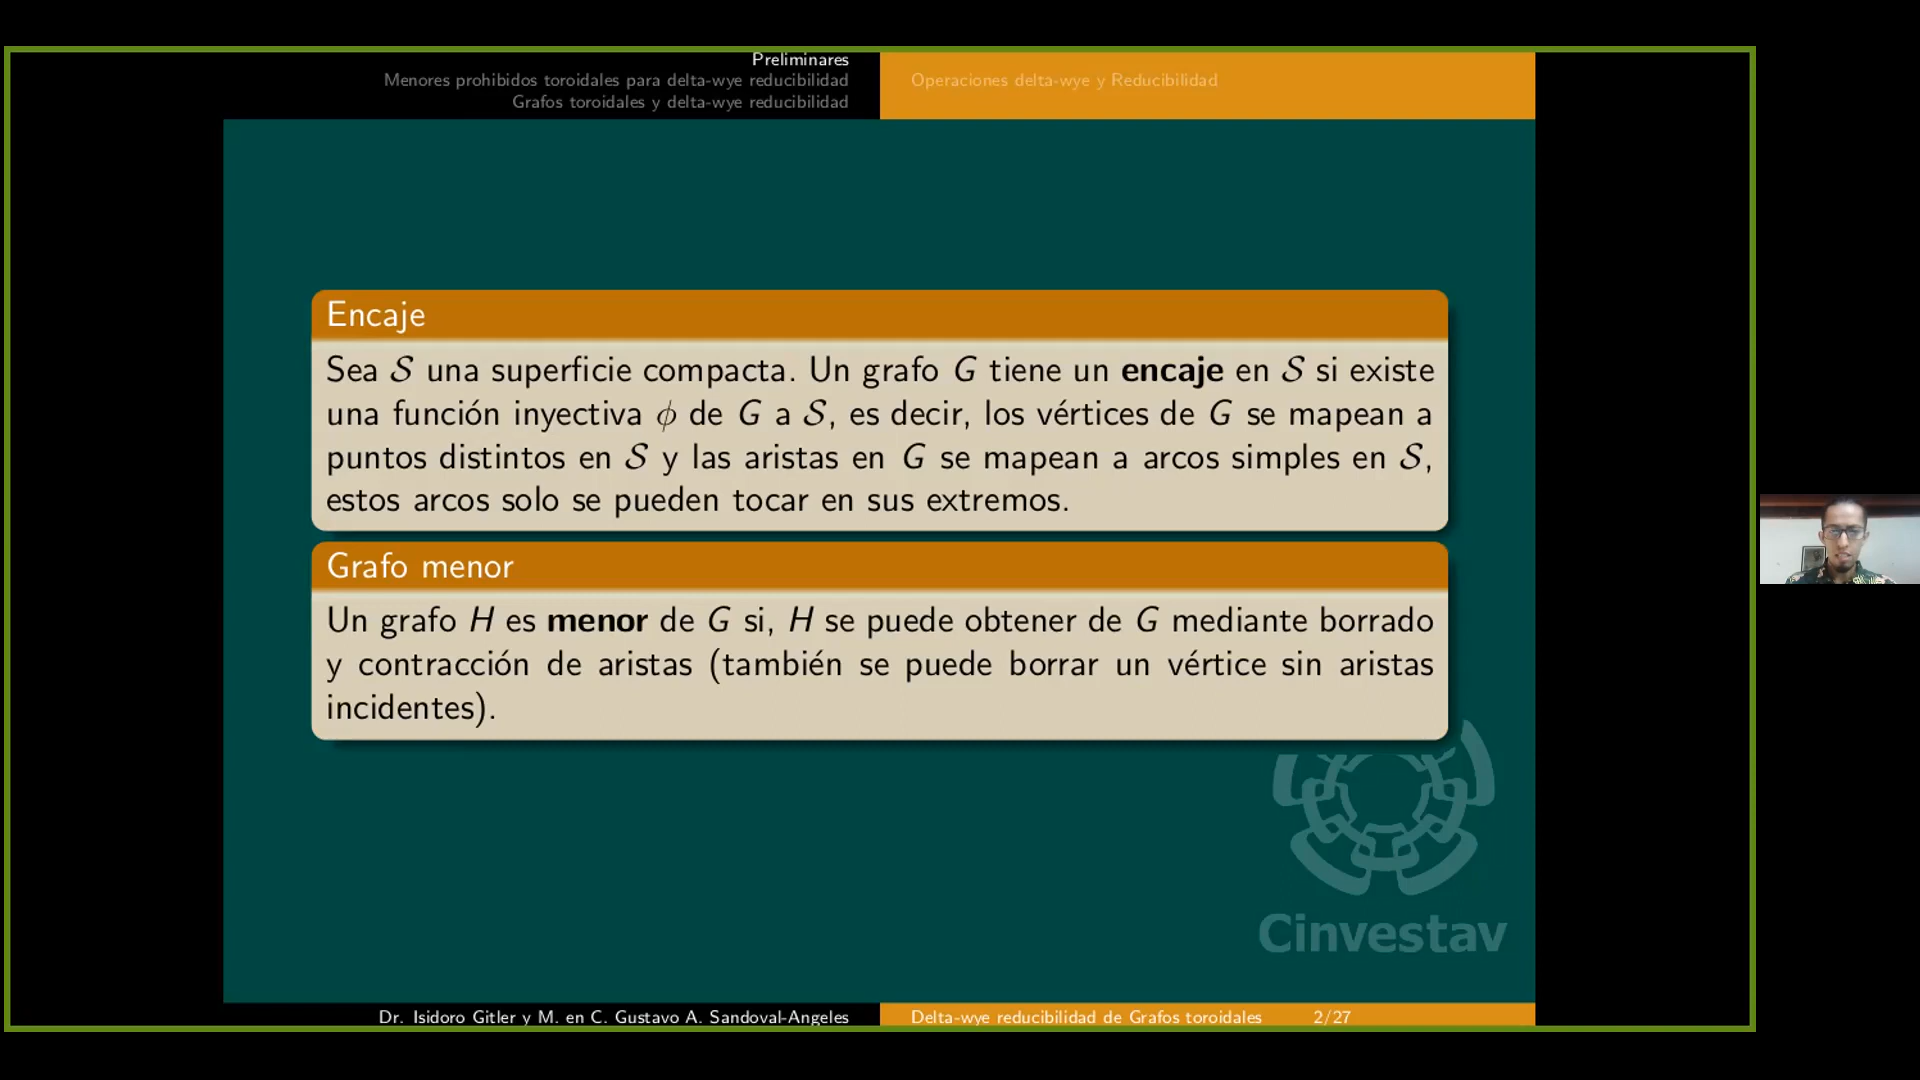 Preliminares
Menores prohibidos toroidales para delta-wye reducibilidad
Grafos toroidales y delta-wye reducibilidad
Operaciones delta-wye y Reducibilidad
Encaje
Sea 𝒮 una superficie compacta. Un grafo G tiene un encaje en 𝒮 si existe
una función inyectiva ϕ de G a 𝒮, es decir, los vértices de G se mapean a
puntos distintos en 𝒮 y las aristas en G se mapean a arcos simples en 𝒮,
estos arcos solo se pueden tocar en sus extremos.
Grafo menor
Un grafo H es menor de G si, H se puede obtener de G mediante borrado
y contracción de aristas (también se puede borrar un vértice sin aristas
incidentes).
Cinvestav
Dr. Isidoro Gitler y M. en C. Gustavo A. Sandoval-Angeles
Delta-wye reducibilidad de Grafos toroidales 2/27